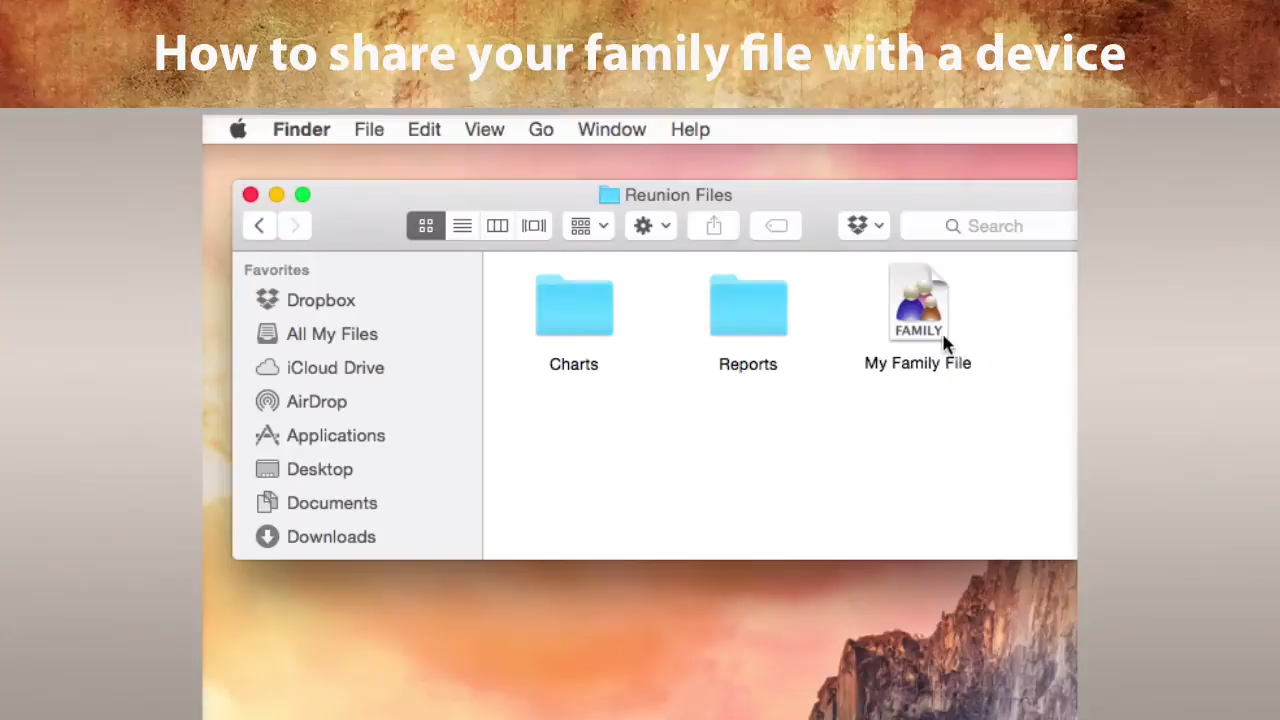 How to share your family file with a device
Finder File Edit View Go Window Help
Reunion Files
Search
Favorites
Dropbox
All My Files
iCloud Drive
AirDrop
Applications
Desktop
Documents
Downloads
FAMILY
Charts Reports My Family File